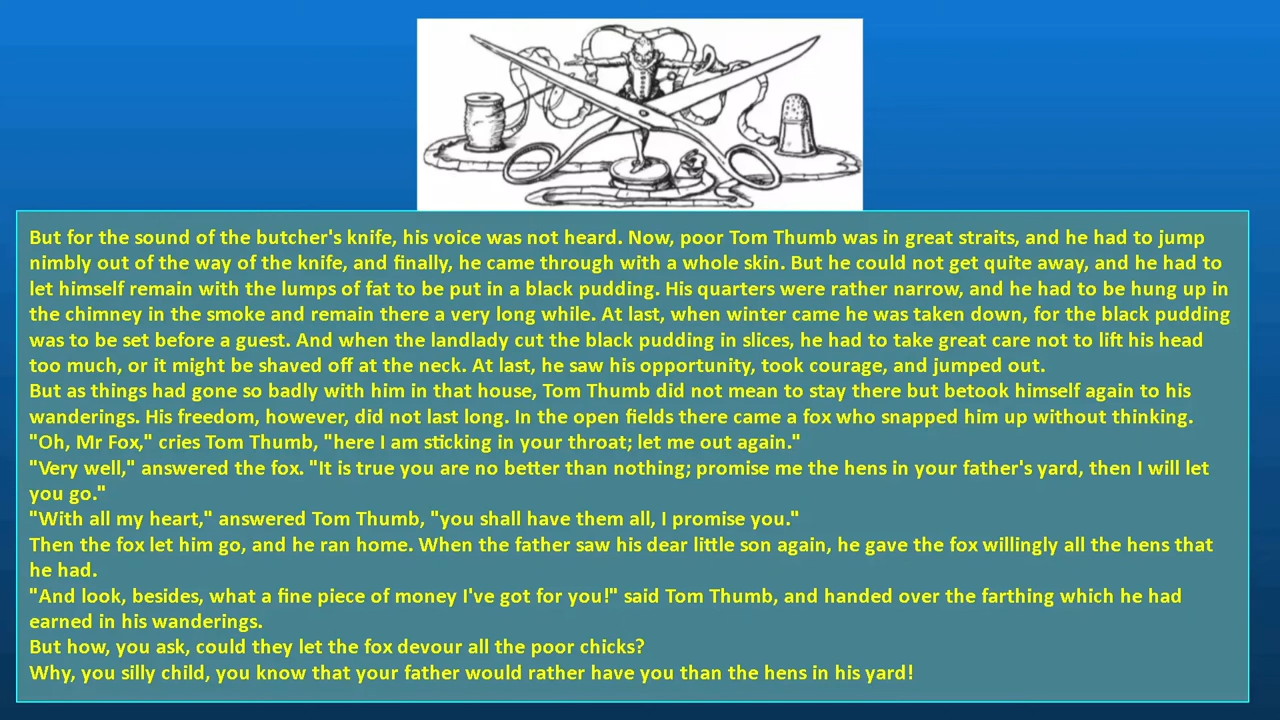 But for the sound of the butcher's knife, his voice was not heard. Now, poor Tom Thumb was in great straits, and he had to jump
nimbly out of the way of the knife, and finally, he came through with a whole skin. But he could not get quite away, and he had to
let himself remain with the lumps of fat to be put in a black pudding. His quarters were rather narrow, and he had to be hung up in
the chimney in the smoke and remain there a very long while. At last, when winter came he was taken down, for the black pudding
was to be set before a guest. And when the landlady cut the black pudding in slices, he had to take great care not to lift his head
too much, or it might be shaved off at the neck. At last, he saw his opportunity, took courage, and jumped out.
But as things had gone so badly with him in that house, Tom Thumb did not mean to stay there but betook himself again to his
wanderings. His freedom, however, did not last long. In the open fields there came a fox who snapped him up without thinking.
"Oh, Mr Fox," cries Tom Thumb, "here I am sticking in your throat; let me out again."
"Very well," answered the fox. "It is true you are no better than nothing; promise me the hens in your father's yard, then I will let
you go."
"With all my heart," answered Tom Thumb, "you shall have them all, I promise you."
Then the fox let him go, and he ran home. When the father saw his dear little son again, he gave the fox willingly all the hens that
he had.
"And look, besides, what a fine piece of money I've got for you!" said Tom Thumb, and handed over the farthing which he had
earned in his wanderings.
But how, you ask, could they let the fox devour all the poor chicks?
Why, you silly child, you know that your father would rather have you than the hens in his yard!